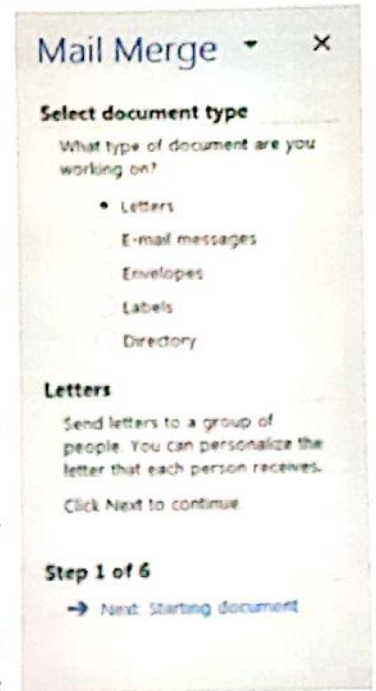 Mail Merge
Select document type
What type of document are you
working on?
Letters
E-mail messages
Envelopes
Labels
Directory
Letters
Send letters to a group of
people. You can personalize the
letter that each person receives.
Click Next to continue.
Step 1 of 6
Next: Starting document